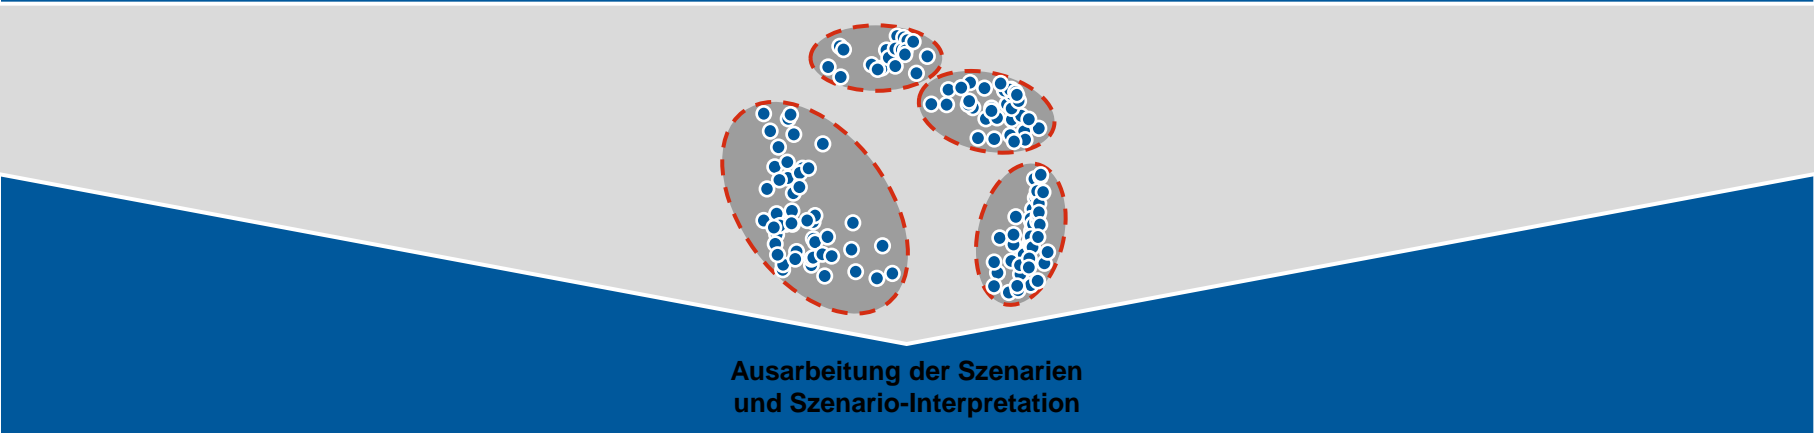 Ausarbeitung der Szenarien
und Szenario-Interpretation